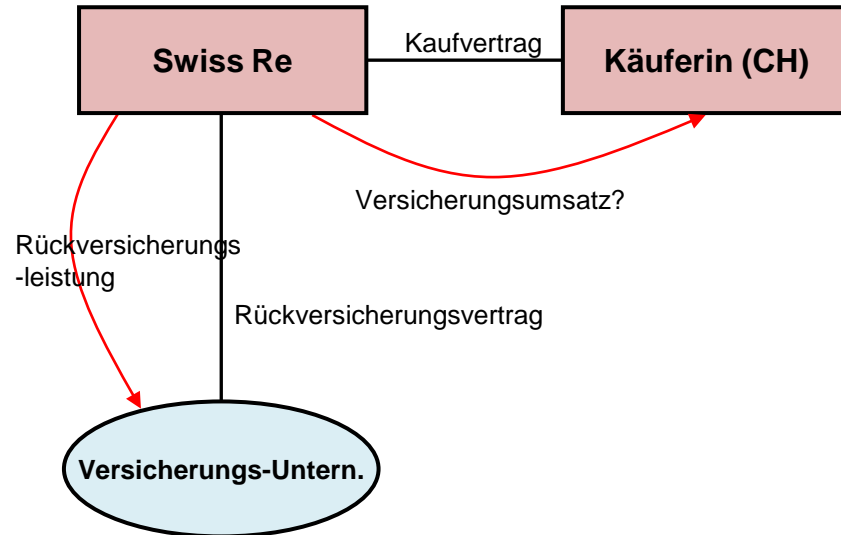 Swiss Re
Kaufvertrag
Käuferin (CH)
Versicherungsumsatz?
Rückversicherungs
-leistung
Rückversicherungsvertrag
Versicherungs-Untern.